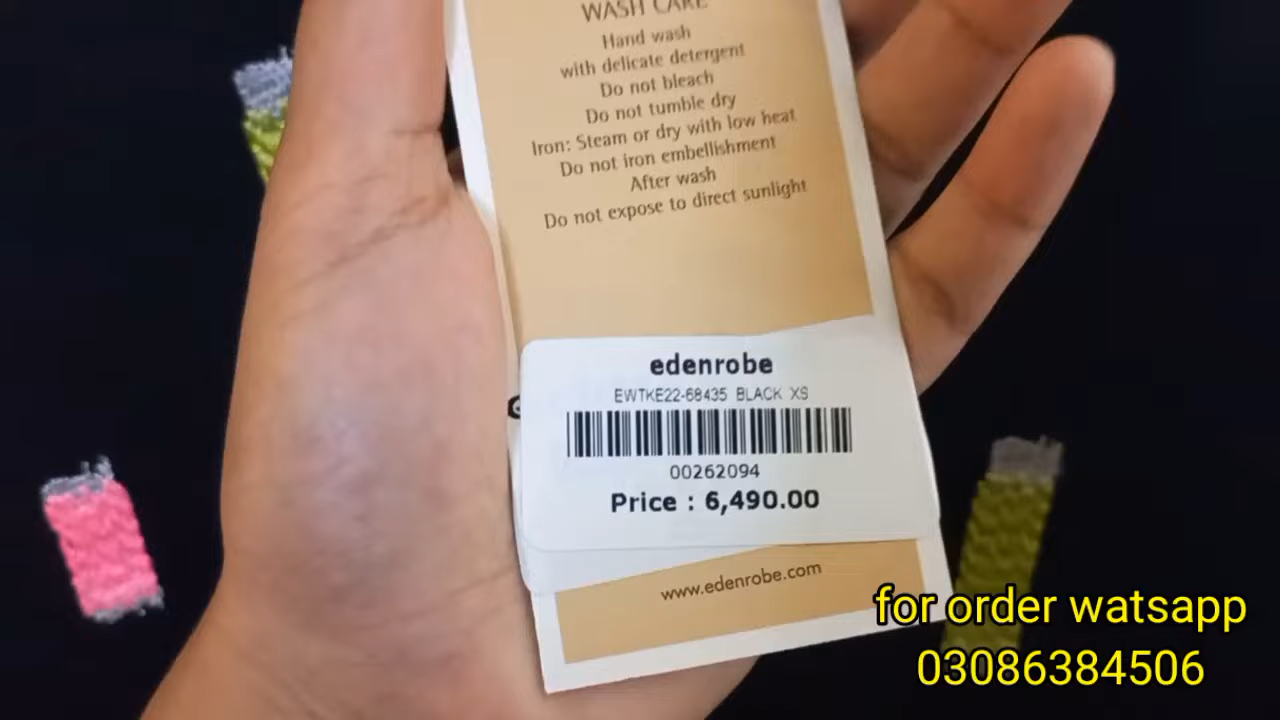 WASH CARE
Hand wash
with delicate detergent
Do not bleach
Do not tumble dry
Iron: Steam or dry with low heat
Do not iron embellishment
After wash
Do not expose to direct sunlight
edenrobe
EWTKE22-68435 BLACK XS
00262094
Price : 6,490.00
www.edenrobe.com
for order watsapp
03086384506